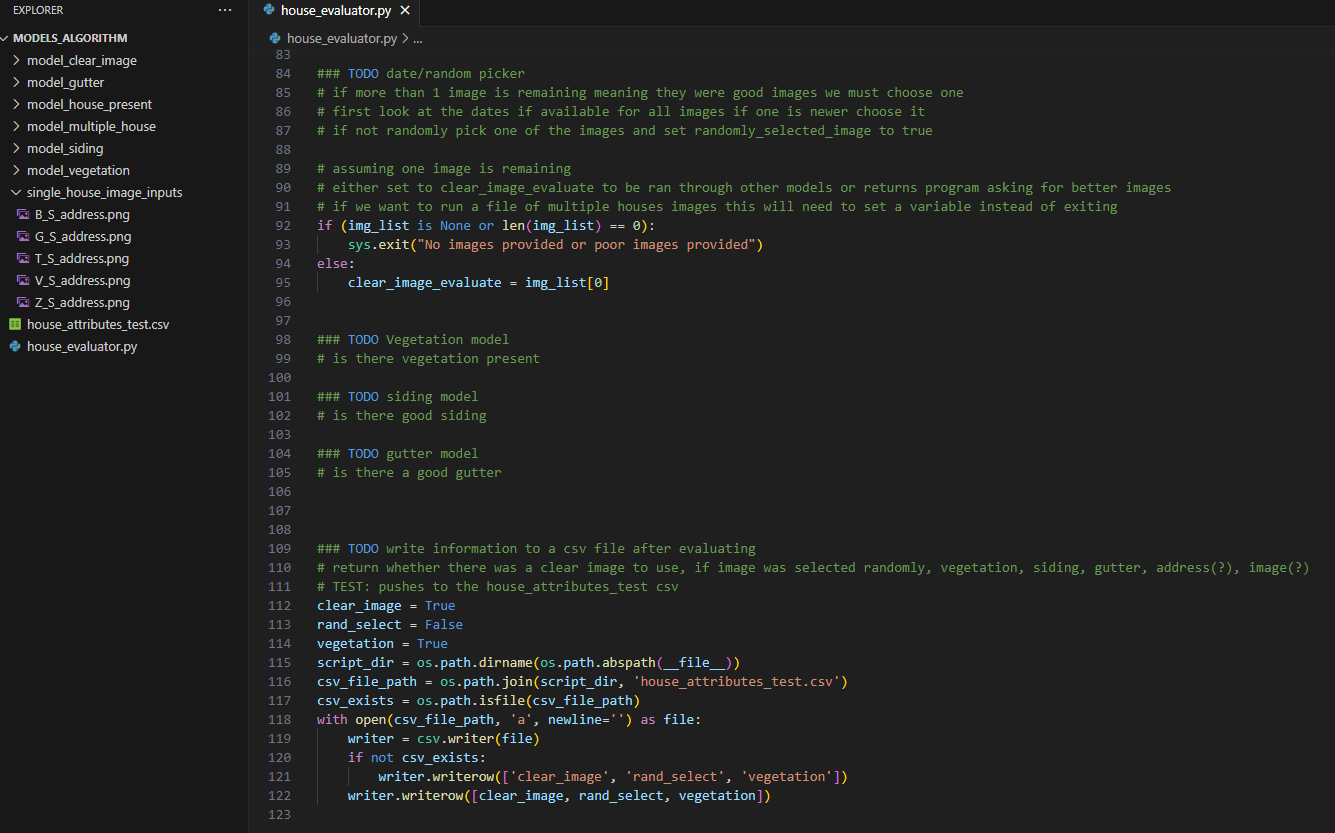 EXPLORER
...
MODELS_ALGORITHM
model_clear_image
model_gutter
model_house_present
model_multiple_house
model_siding
model_vegetation
single_house_image_inputs
B_S_address.png
G_S_address.png
T_S_address.png
V_S_address.png
Z_S_address.png
house_attributes_test.csv
house_evaluator.py
house_evaluator.py
house_evaluator.py > ...
83
84 ### TODO date/random picker
85 # if more than 1 image is remaining meaning they were good images we must choose one
86 # first look at the dates if available for all images if one is newer choose it
87 # if not randomly pick one of the images and set randomly_selected_image to true
88
89 # assuming one image is remaining
90 # either set to clear_image_evaluate to be ran through other models or returns program asking for better images
91 # if we want to run a file of multiple houses images this will need to set a variable instead of exiting
92 if (img_list is None or len(img_list) == 0):
93     sys.exit("No images provided or poor images provided")
94 else:
95     clear_image_evaluate = img_list[0]
96
97
98 ### TODO Vegetation model
99 # is there vegetation present
100
101 ### TODO siding model
102 # is there good siding
103
104 ### TODO gutter model
105 # is there a good gutter
106
107
108
109 ### TODO write information to a csv file after evaluating
110 # return whether there was a clear image to use, if image was selected randomly, vegetation, siding, gutter, address(?), image(?)
111 # TEST: pushes to the house_attributes_test csv
112 clear_image = True
113 rand_select = False
114 vegetation = True
115 script_dir = os.path.dirname(os.path.abspath(__file__))
116 csv_file_path = os.path.join(script_dir, 'house_attributes_test.csv')
117 csv_exists = os.path.isfile(csv_file_path)
118 with open(csv_file_path, 'a', newline='') as file:
119     writer = csv.writer(file)
120     if not csv_exists:
121         writer.writerow(['clear_image', 'rand_select', 'vegetation'])
122     writer.writerow([clear_image, rand_select, vegetation])
123